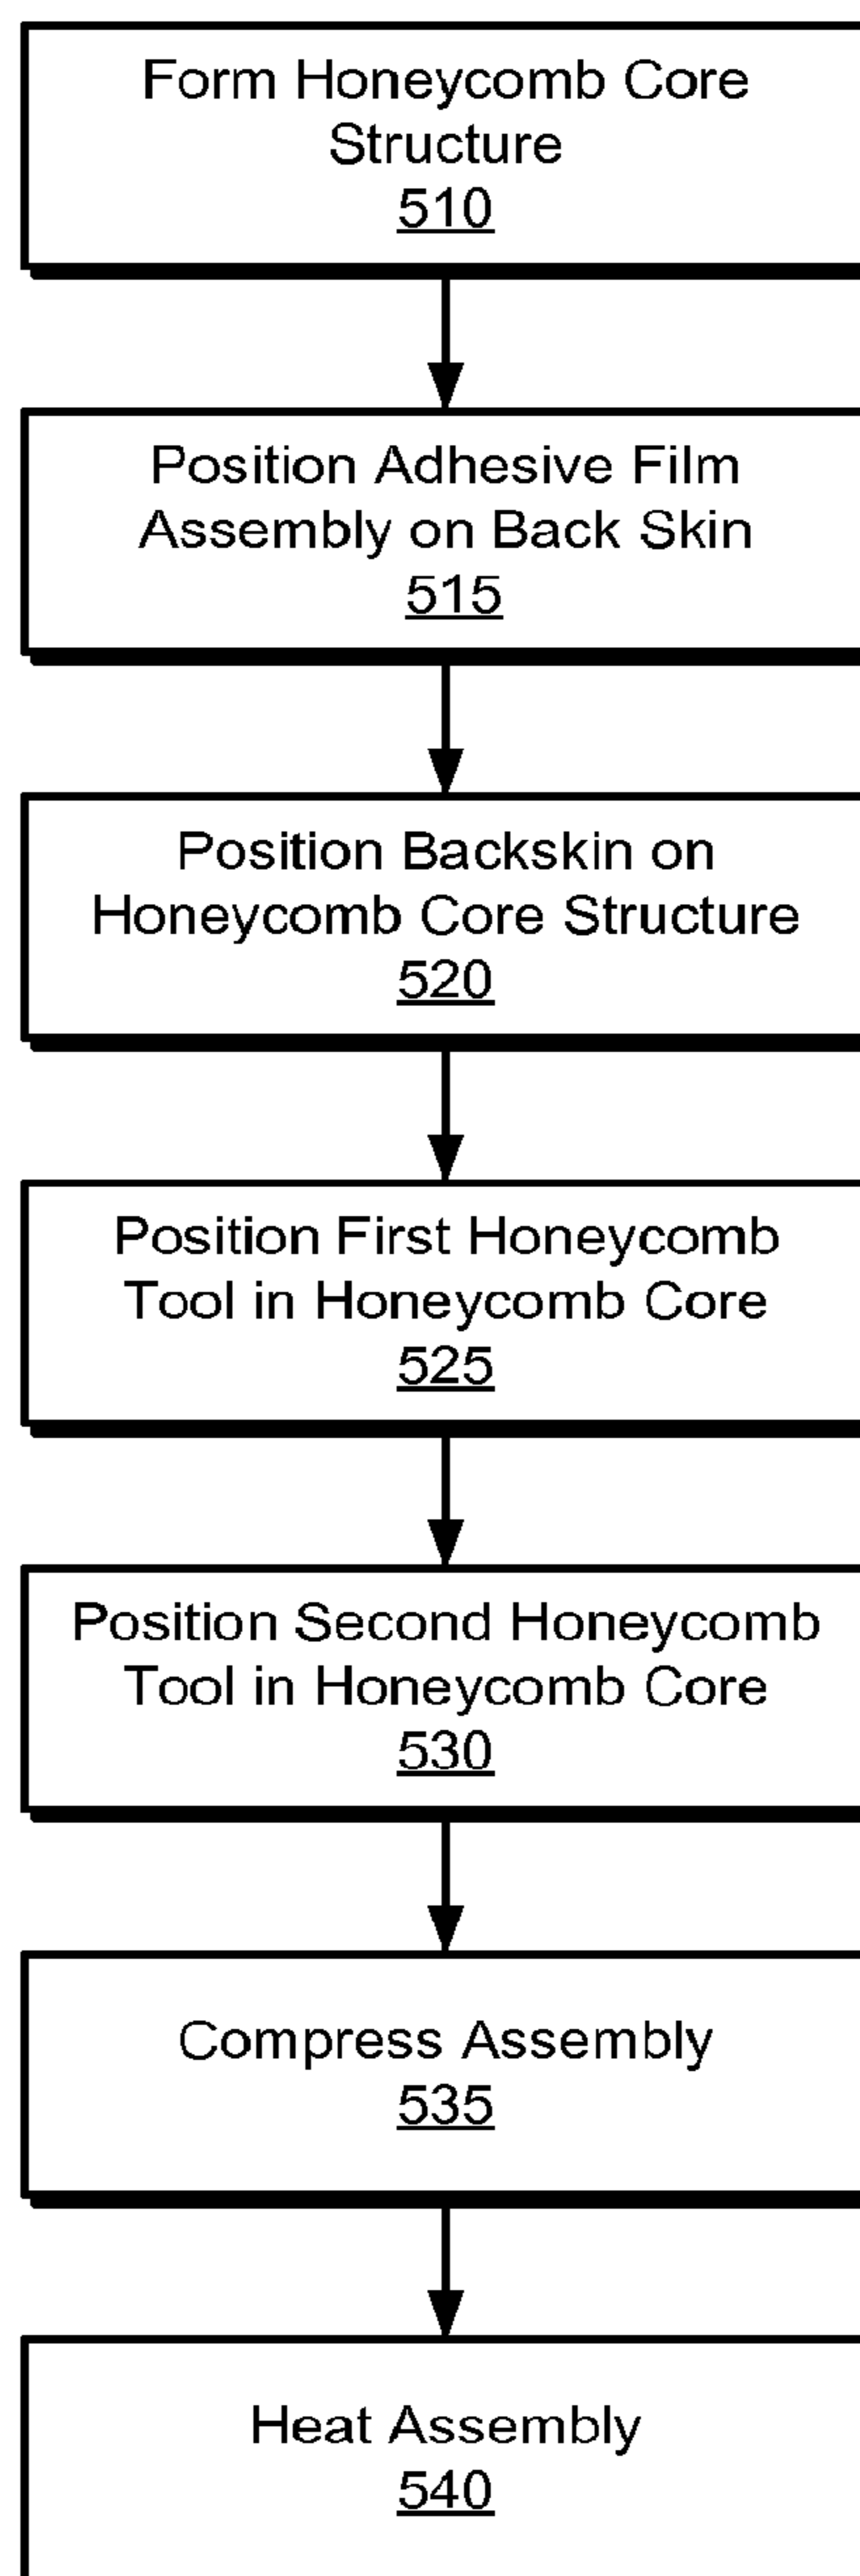 Form Honeycomb Core
Structure
510
Position Adhesive Film
Assembly on Back Skin
515
Position Backskin on
Honeycomb Core Structure
520
Position First Honeycomb
Tool in Honeycomb Core
525
Position Second Honeycomb
Tool in Honeycomb Core
530
Compress Assembly
535
Heat Assembly
540